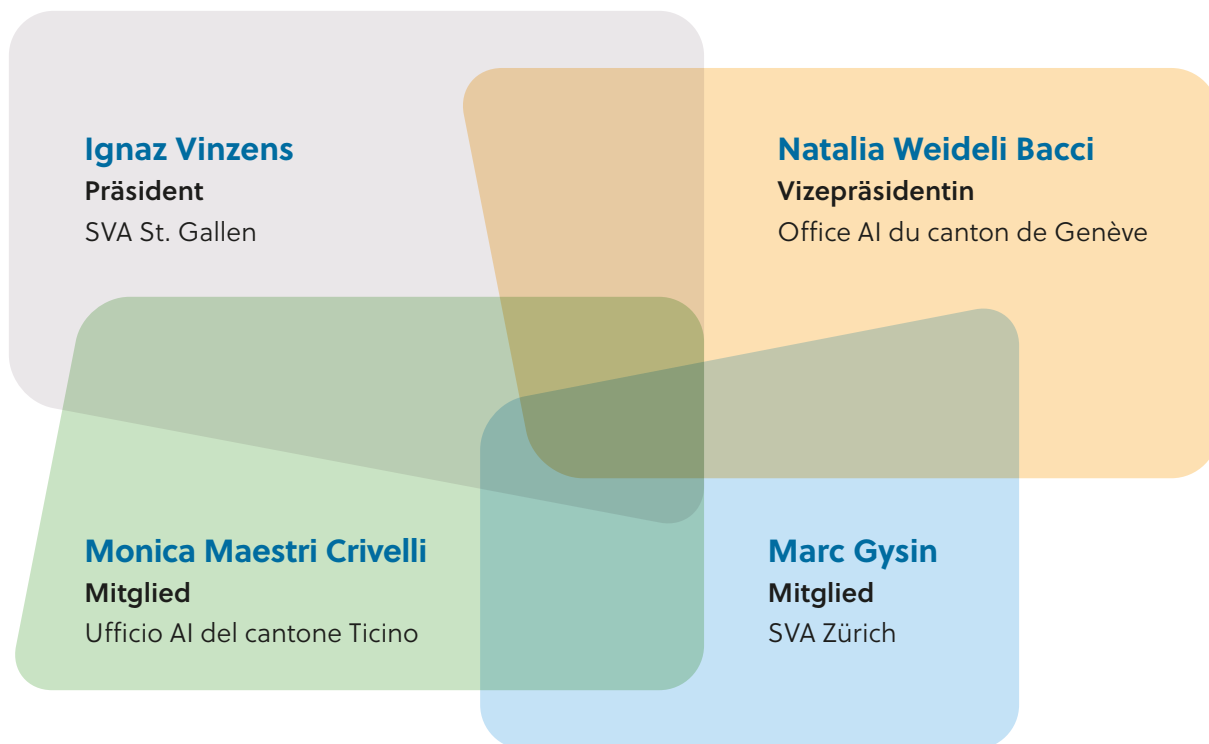 Ignaz Vinzens
Präsident
SVA St. Gallen
Natalia Weideli Bacci
Vizepräsidentin
Office AI du canton de Genève
Monica Maestri Crivelli
Mitglied
Ufficio AI del cantone Ticino
Marc Gysin
Mitglied
SVA Zürich